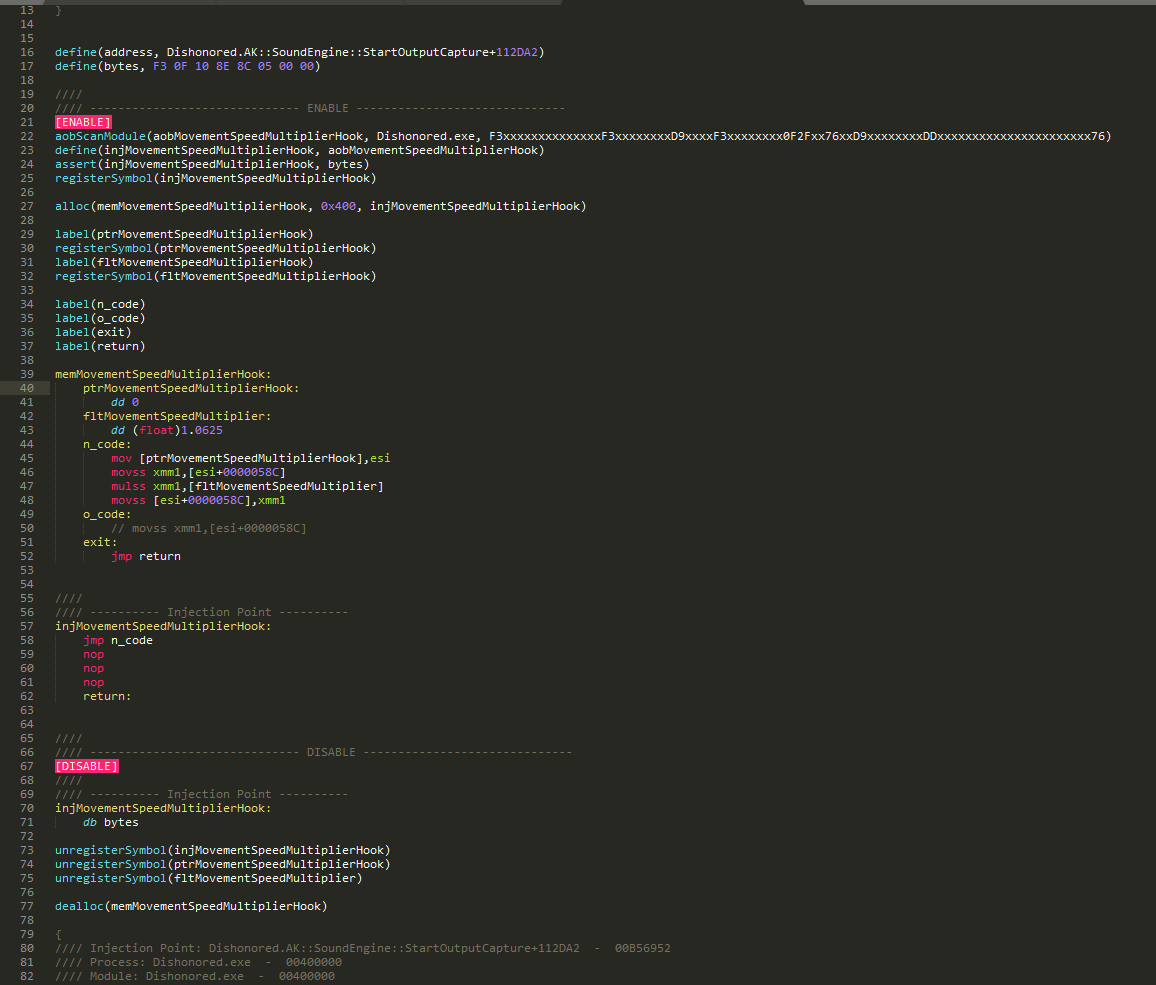 13 }
14
15
16 define(address, Dishonored.AK::SoundEngine::StartOutputCapture+112DA2)
17 define(bytes, F3 0F 10 8E 8C 05 00 00)
18
19 ////
20 //// ------------------------------ ENABLE ------------------------------
21 [ENABLE]
22 aobScanModule(aobMovementSpeedMultiplierHook, Dishonored.exe, F3xxxxxxxxxxxxxxF3xxxxxxxxD9xxxxF3xxxxxxxx0F2Fxx76xxD9xxxxxxxxDDxxxxxxxxxxxxxxxxxxxxxx76)
23 define(injMovementSpeedMultiplierHook, aobMovementSpeedMultiplierHook)
24 assert(injMovementSpeedMultiplierHook, bytes)
25 registerSymbol(injMovementSpeedMultiplierHook)
26
27 alloc(memMovementSpeedMultiplierHook, 0x400, injMovementSpeedMultiplierHook)
28
29 label(ptrMovementSpeedMultiplierHook)
30 registerSymbol(ptrMovementSpeedMultiplierHook)
31 label(fltMovementSpeedMultiplierHook)
32 registerSymbol(fltMovementSpeedMultiplierHook)
33
34 label(n_code)
35 label(o_code)
36 label(exit)
37 label(return)
38
39 memMovementSpeedMultiplierHook:
40 ptrMovementSpeedMultiplierHook:
41 dd 0
42 fltMovementSpeedMultiplier:
43 dd (float)1.0625
44 n_code:
45 mov [ptrMovementSpeedMultiplierHook],esi
46 movss xmm1,[esi+0000058C]
47 mulss xmm1,[fltMovementSpeedMultiplier]
48 movss [esi+0000058C],xmm1
49 o_code:
50 // movss xmm1,[esi+0000058C]
51 exit:
52 jmp return
53
54
55 ////
56 //// ---------- Injection Point ----------
57 injMovementSpeedMultiplierHook:
58 jmp n_code
59 nop
60 nop
61 nop
62 return:
63
64
65 ////
66 //// ------------------------------ DISABLE ------------------------------
67 [DISABLE]
68 ////
69 //// ---------- Injection Point ----------
70 injMovementSpeedMultiplierHook:
71 db bytes
72
73 unregisterSymbol(injMovementSpeedMultiplierHook)
74 unregisterSymbol(ptrMovementSpeedMultiplierHook)
75 unregisterSymbol(fltMovementSpeedMultiplier)
76
77 dealloc(memMovementSpeedMultiplierHook)
78
79 {
80 //// Injection Point: Dishonored.AK::SoundEngine::StartOutputCapture+112DA2 - 00B56952
81 //// Process: Dishonored.exe - 00400000
82 //// Module: Dishonored.exe - 00400000